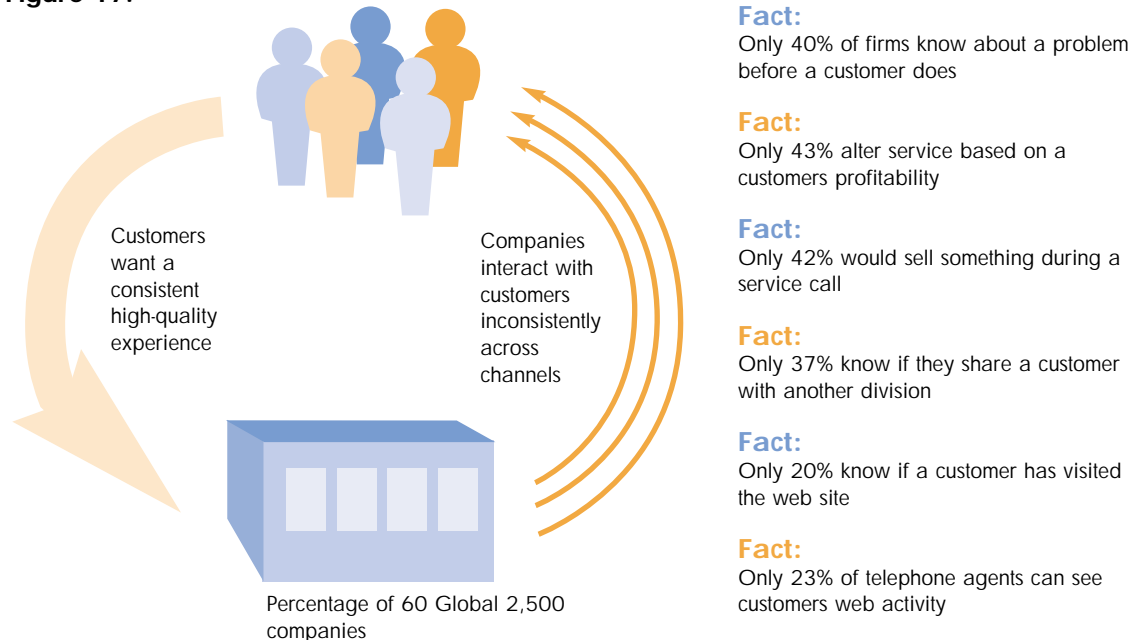 Figure 17.
Customers
want a
consistent
high-quality
experience
Companies
interact with
customers
inconsistently
across
channels
Percentage of 60 Global 2,500
companies
Fact:
Only 40% of firms know about a problem
before a customer does
Fact:
Only 43% alter service based on a
customers profitability
Fact:
Only 42% would sell something during a
service call
Fact:
Only 37% know if they share a customer
with another division
Fact:
Only 20% know if a customer has visited
the web site
Fact:
Only 23% of telephone agents can see
customers web activity